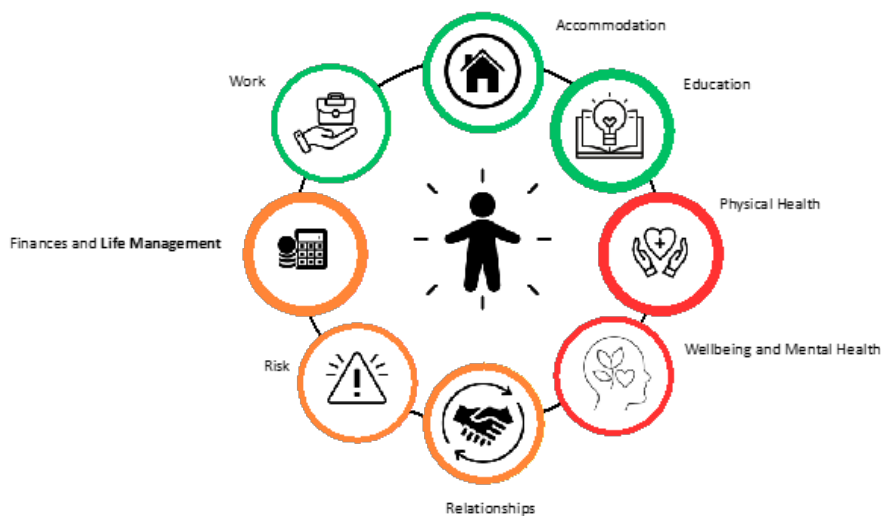 Accommodation
Work
Education
Physical Health
Finances and Life Management
Wellbeing and Mental Health
Risk
Relationships